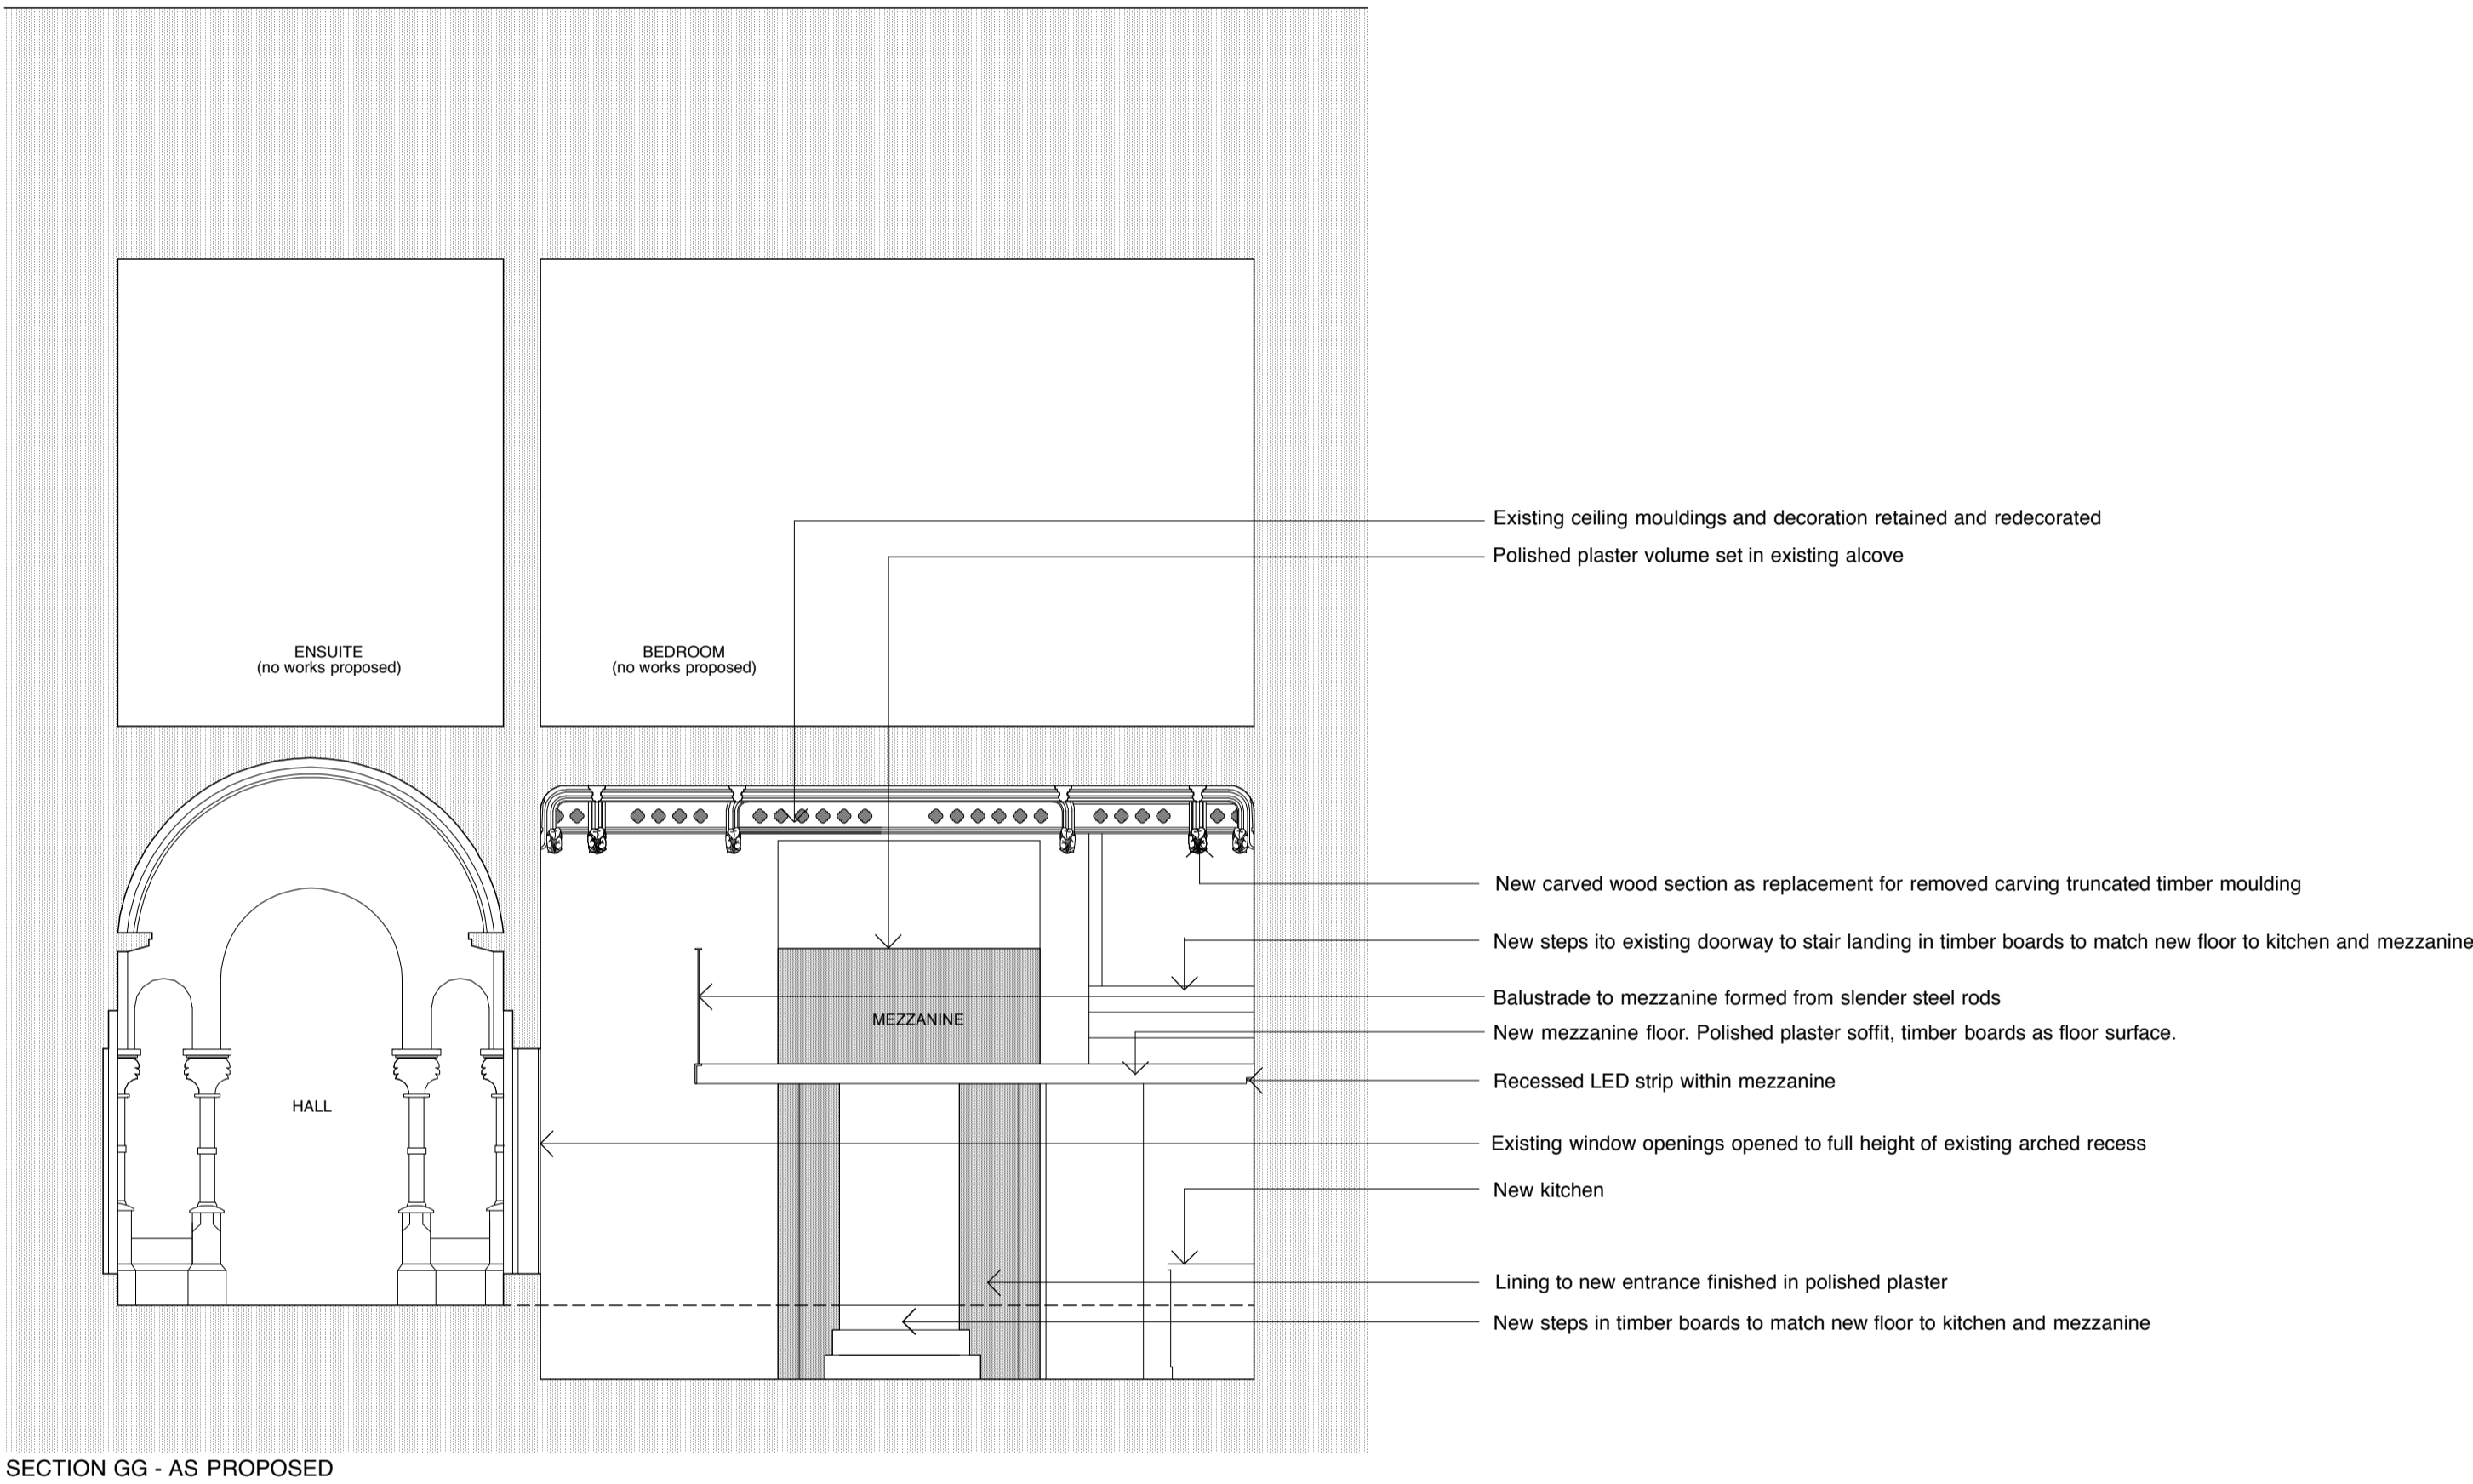 Existing ceiling mouldings and decoration retained and redecorated
Polished plaster volume set in existing alcove
ENSUITE
(no works proposed)
BEDROOM
(no works proposed)
New carved wood section as replacement for removed carving truncated timber moulding
New steps ito existing doorway to stair landing in timber boards to match new floor to kitchen and mezzanine
Balustrade to mezzanine formed from slender steel rods
MEZZANINE
New mezzanine floor. Polished plaster soffit, timber boards as floor surface.
Recessed LED strip within mezzanine
HALL
Existing window openings opened to full height of existing arched recess
New kitchen
Lining to new entrance finished in polished plaster
New steps in timber boards to match new floor to kitchen and mezzanine
SECTION GG - AS PROPOSED